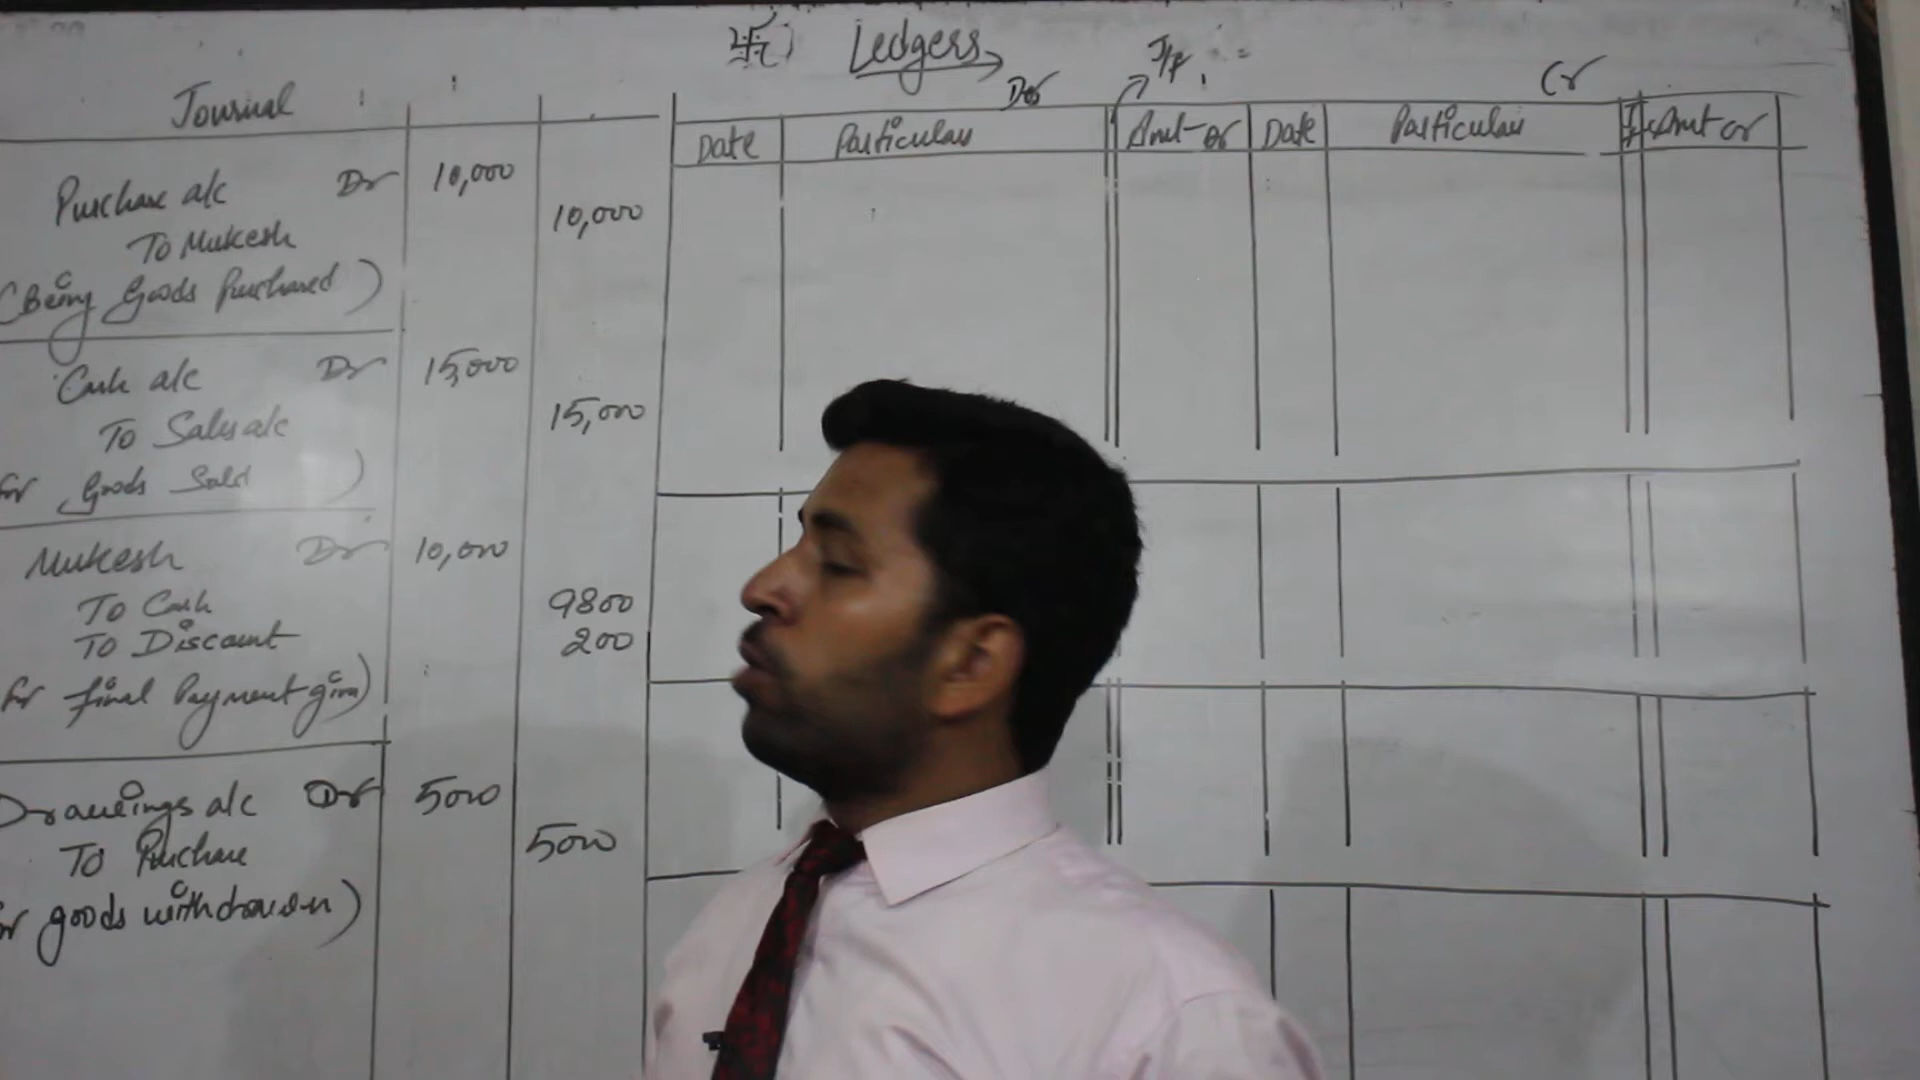 Ledgers
J/f
Journal
Dr
Cr
Date Particulars Amt Date Particulars Amt
Purchase a/c Dr 10,000
To Mukesh 10,000
(Being Goods Purchased)
Cash a/c Dr 15,000
To Sales a/c 15,000
for Goods Sold )
Mukesh Dr 10,000
To Cash 9800
To Discount 200
for final Payment given)
Drawings a/c Dr 5000
To Purchase 5000
goods withdrawn)